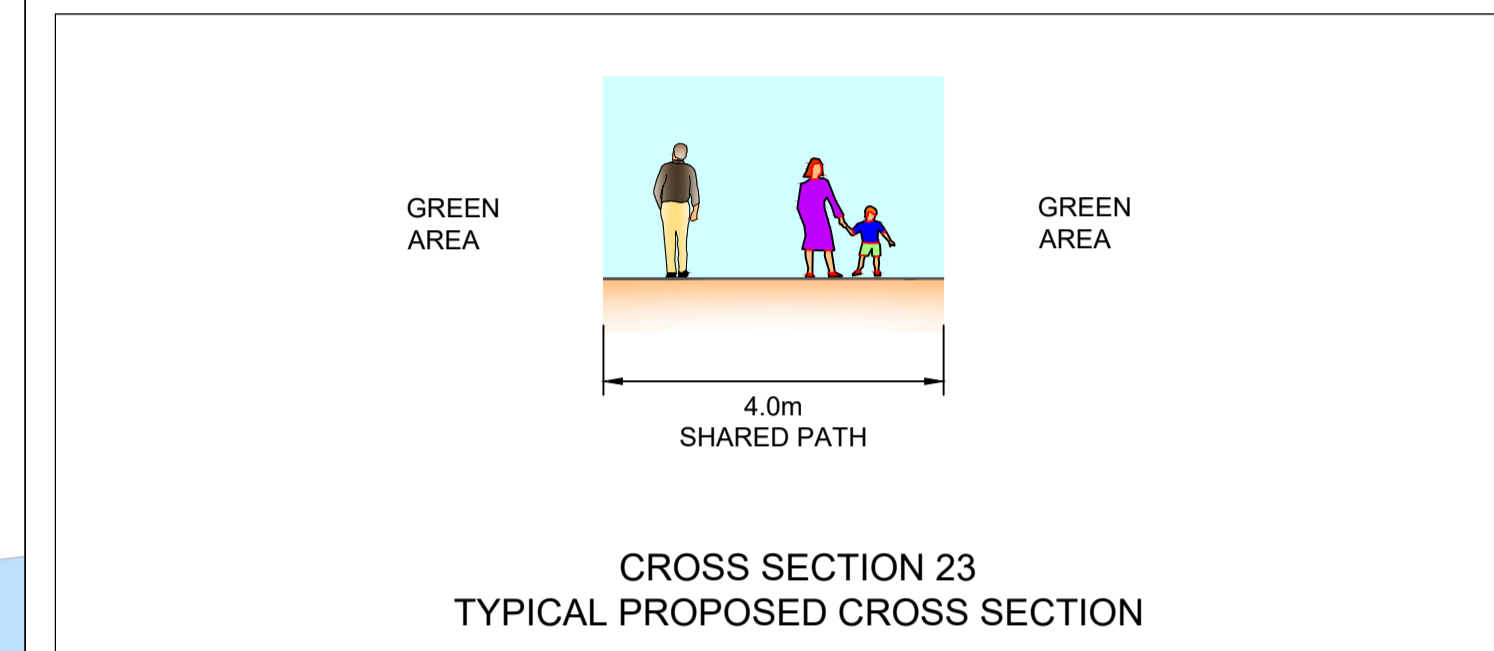 GREEN
AREA
GREEN
AREA
4.0m
SHARED PATH
CROSS SECTION 23
TYPICAL PROPOSED CROSS SECTION